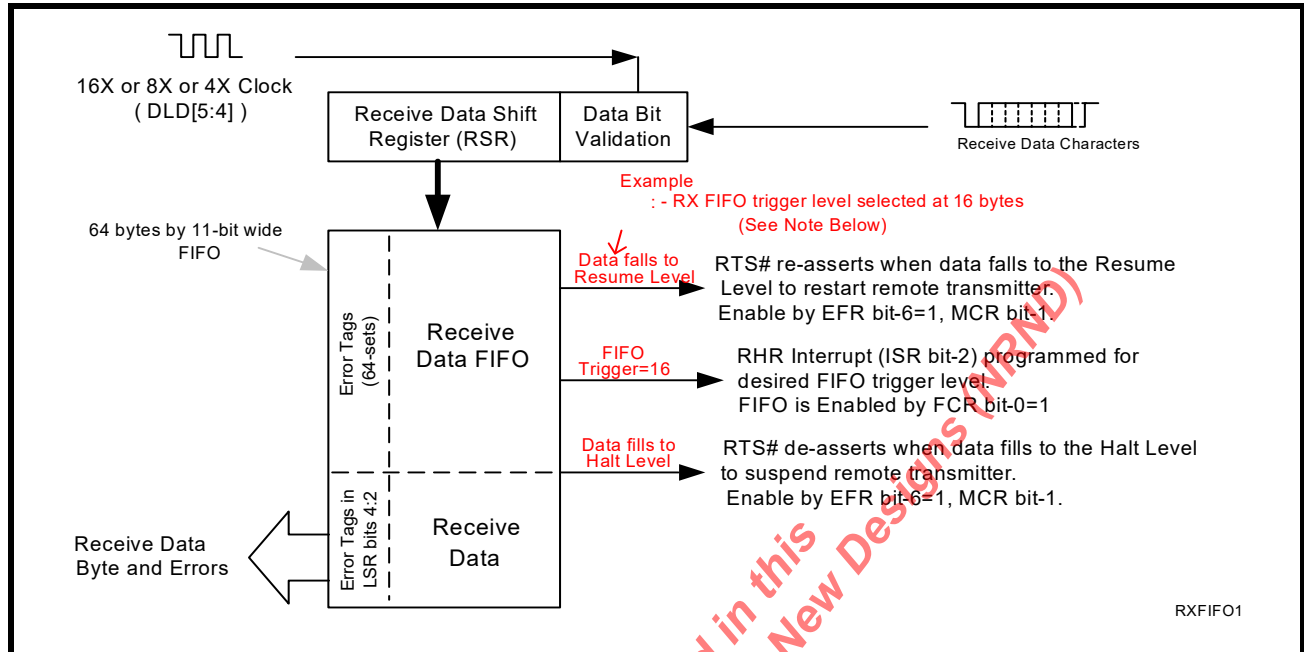 16X or 8X or 4X Clock
( DLD[5:4] )
Receive Data Shift
Register (RSR)
Data Bit
Validation
Receive Data Characters
Example
: - RX FIFO trigger level selected at 16 bytes
(See Note Below)
64 bytes by 11-bit wide
FIFO
Data falls to
Resume Level
RTS# re-asserts when data falls to the Resume
Level to restart remote transmitter.
Enable by EFR bit-6=1, MCR bit-1.
Error Tags
(64-sets)
Receive
Data FIFO
FIFO
Trigger=16
RHR Interrupt (ISR bit-2) programmed for
desired FIFO trigger level.
FIFO is Enabled by FCR bit-0=1
Data fills to
Halt Level
RTS# de-asserts when data fills to the Halt Level
to suspend remote transmitter.
Enable by EFR bit-6=1, MCR bit-1.
Receive Data
Byte and Errors
Error Tags in
LSR bits 4:2
Receive
Data
RXFIFO1
in this
New Designs (NRND)